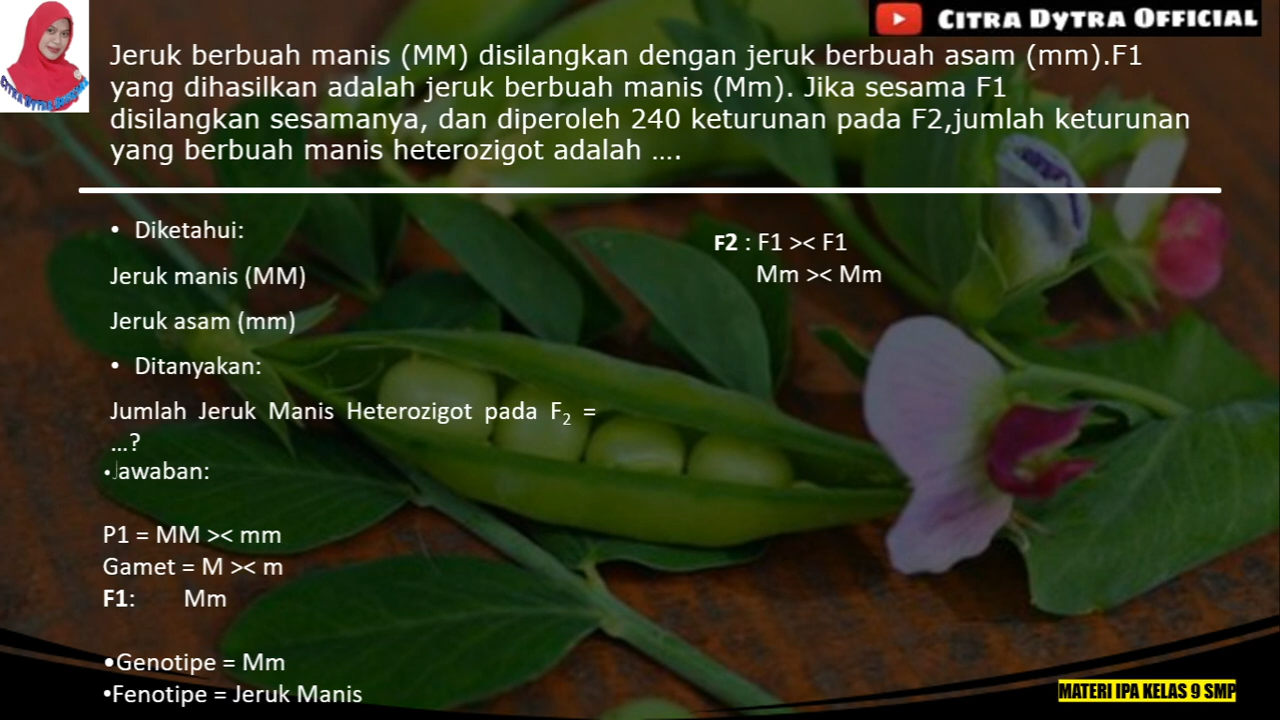 CITRA DYTRA OFFICIAL
Jeruk berbuah manis (MM) disilangkan dengan jeruk berbuah asam (mm).F1
yang dihasilkan adalah jeruk berbuah manis (Mm). Jika sesama F1
disilangkan sesamanya, dan diperoleh 240 keturunan pada F2,jumlah keturunan
yang berbuah manis heterozigot adalah ....
• Diketahui:
Jeruk manis (MM)
Jeruk asam (mm)
• Ditanyakan:
Jumlah Jeruk Manis Heterozigot pada F₂ =
...?
•Jawaban:
P1 = MM >< mm
Gamet = M >< m
F1: Mm
•Genotipe = Mm
•Fenotipe = Jeruk Manis
F2 : F1 >< F1
Mm >< Mm
MATERI IPA KELAS 9 SMP